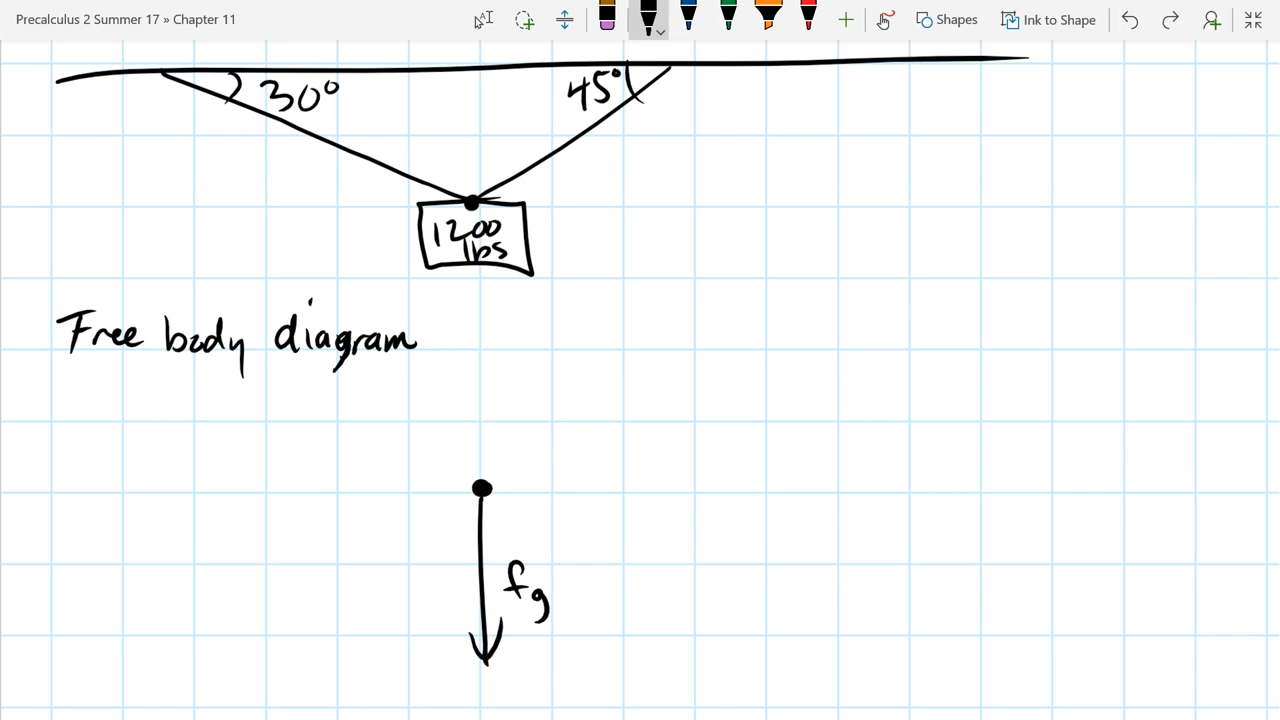 Precalculus 2 Summer 17 » Chapter 11
Shapes
Ink to Shape
30°
45°
1200
lbs
Free body diagram
fg